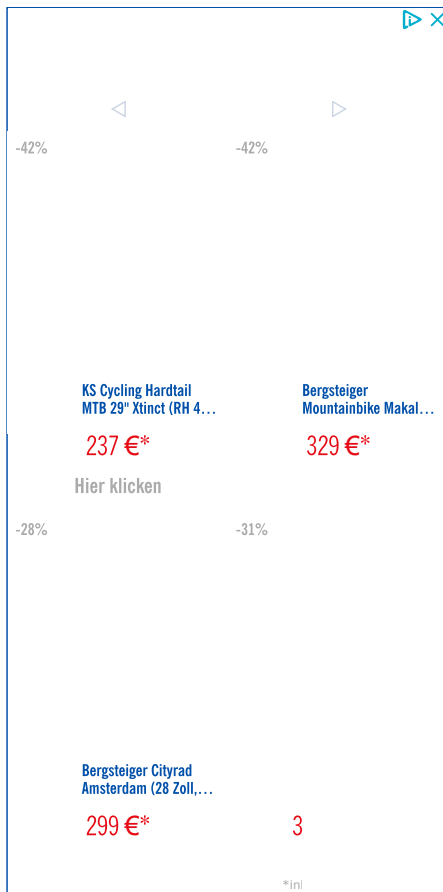 -42%
-42%
KS Cycling Hardtail
MTB 29" Xtinct (RH 4...
Bergsteiger
Mountainbike Makal...
237 €*
329 €*
Hier klicken
-28%
-31%
Bergsteiger Cityrad
Amsterdam (28 Zoll,...
299 €*
3
*inl